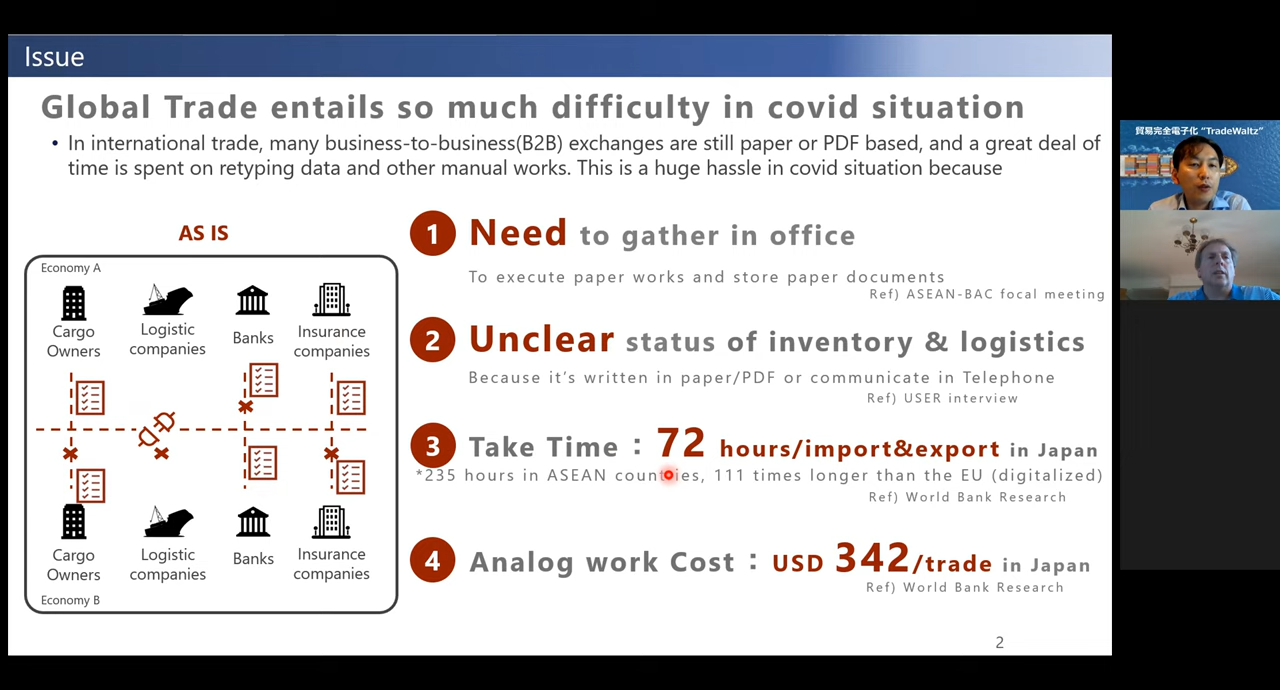 Issue
Global Trade entails so much difficulty in covid situation
• In international trade, many business-to-business(B2B) exchanges are still paper or PDF based, and a great deal of
time is spent on retyping data and other manual works. This is a huge hassle in covid situation because
AS IS
Economy A
Cargo
Owners
Logistic
companies
Banks
Insurance
companies
Cargo
Owners
Logistic
companies
Banks
Insurance
companies
Economy B
1 Need to gather in office
To execute paper works and store paper documents
Ref) ASEAN-BAC focal meeting
2 Unclear status of inventory & logistics
Because it's written in paper/PDF or communicate in Telephone
Ref) USER interview
3 Take Time : 72 hours/import&export in Japan
*235 hours in ASEAN countries, 111 times longer than the EU (digitalized)
Ref) World Bank Research
4 Analog work Cost : USD 342/trade in Japan
Ref) World Bank Research
2
貿易完全電子化 "TradeWaltz"